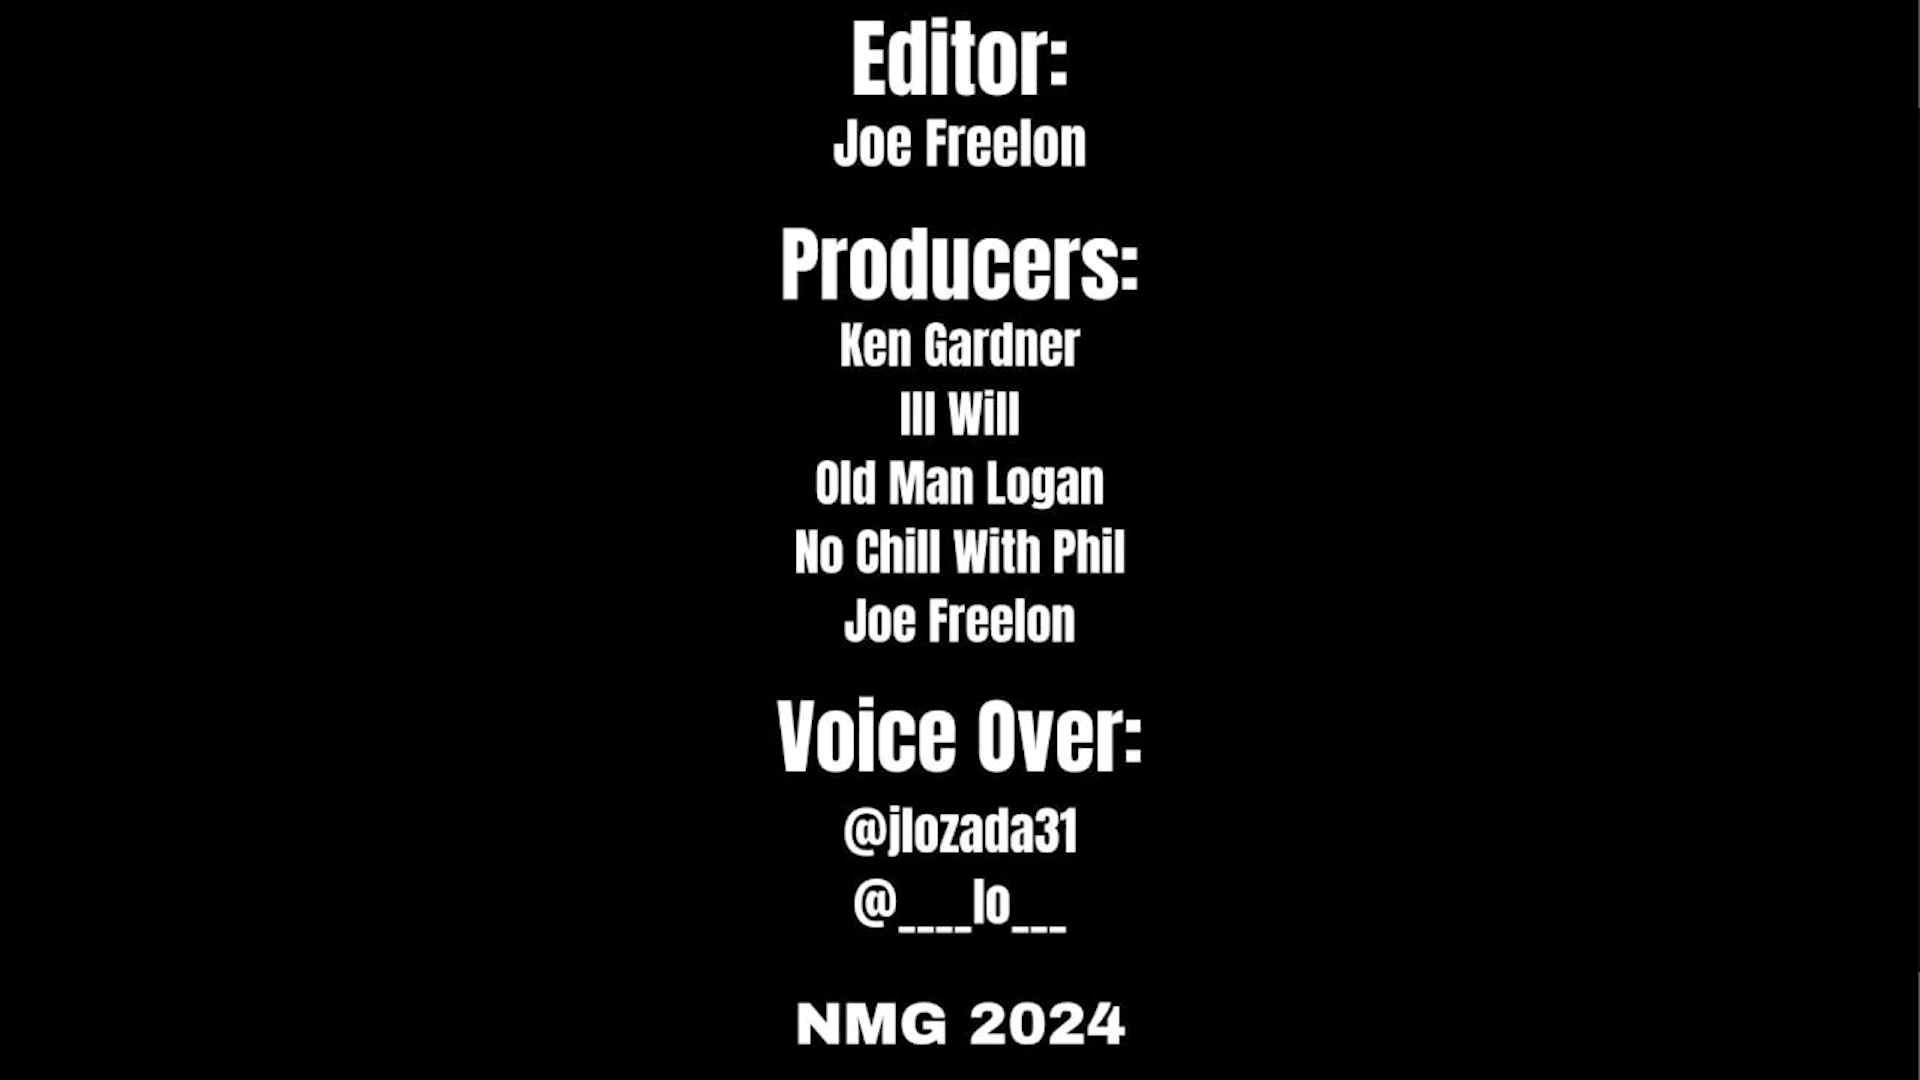 Editor:
Joe Freelon
Producers:
Ken Gardner
Ill Will
Old Man Logan
No Chill With Phil
Joe Freelon
Voice Over:
@jlozada31
@____lo___
NMG 2024